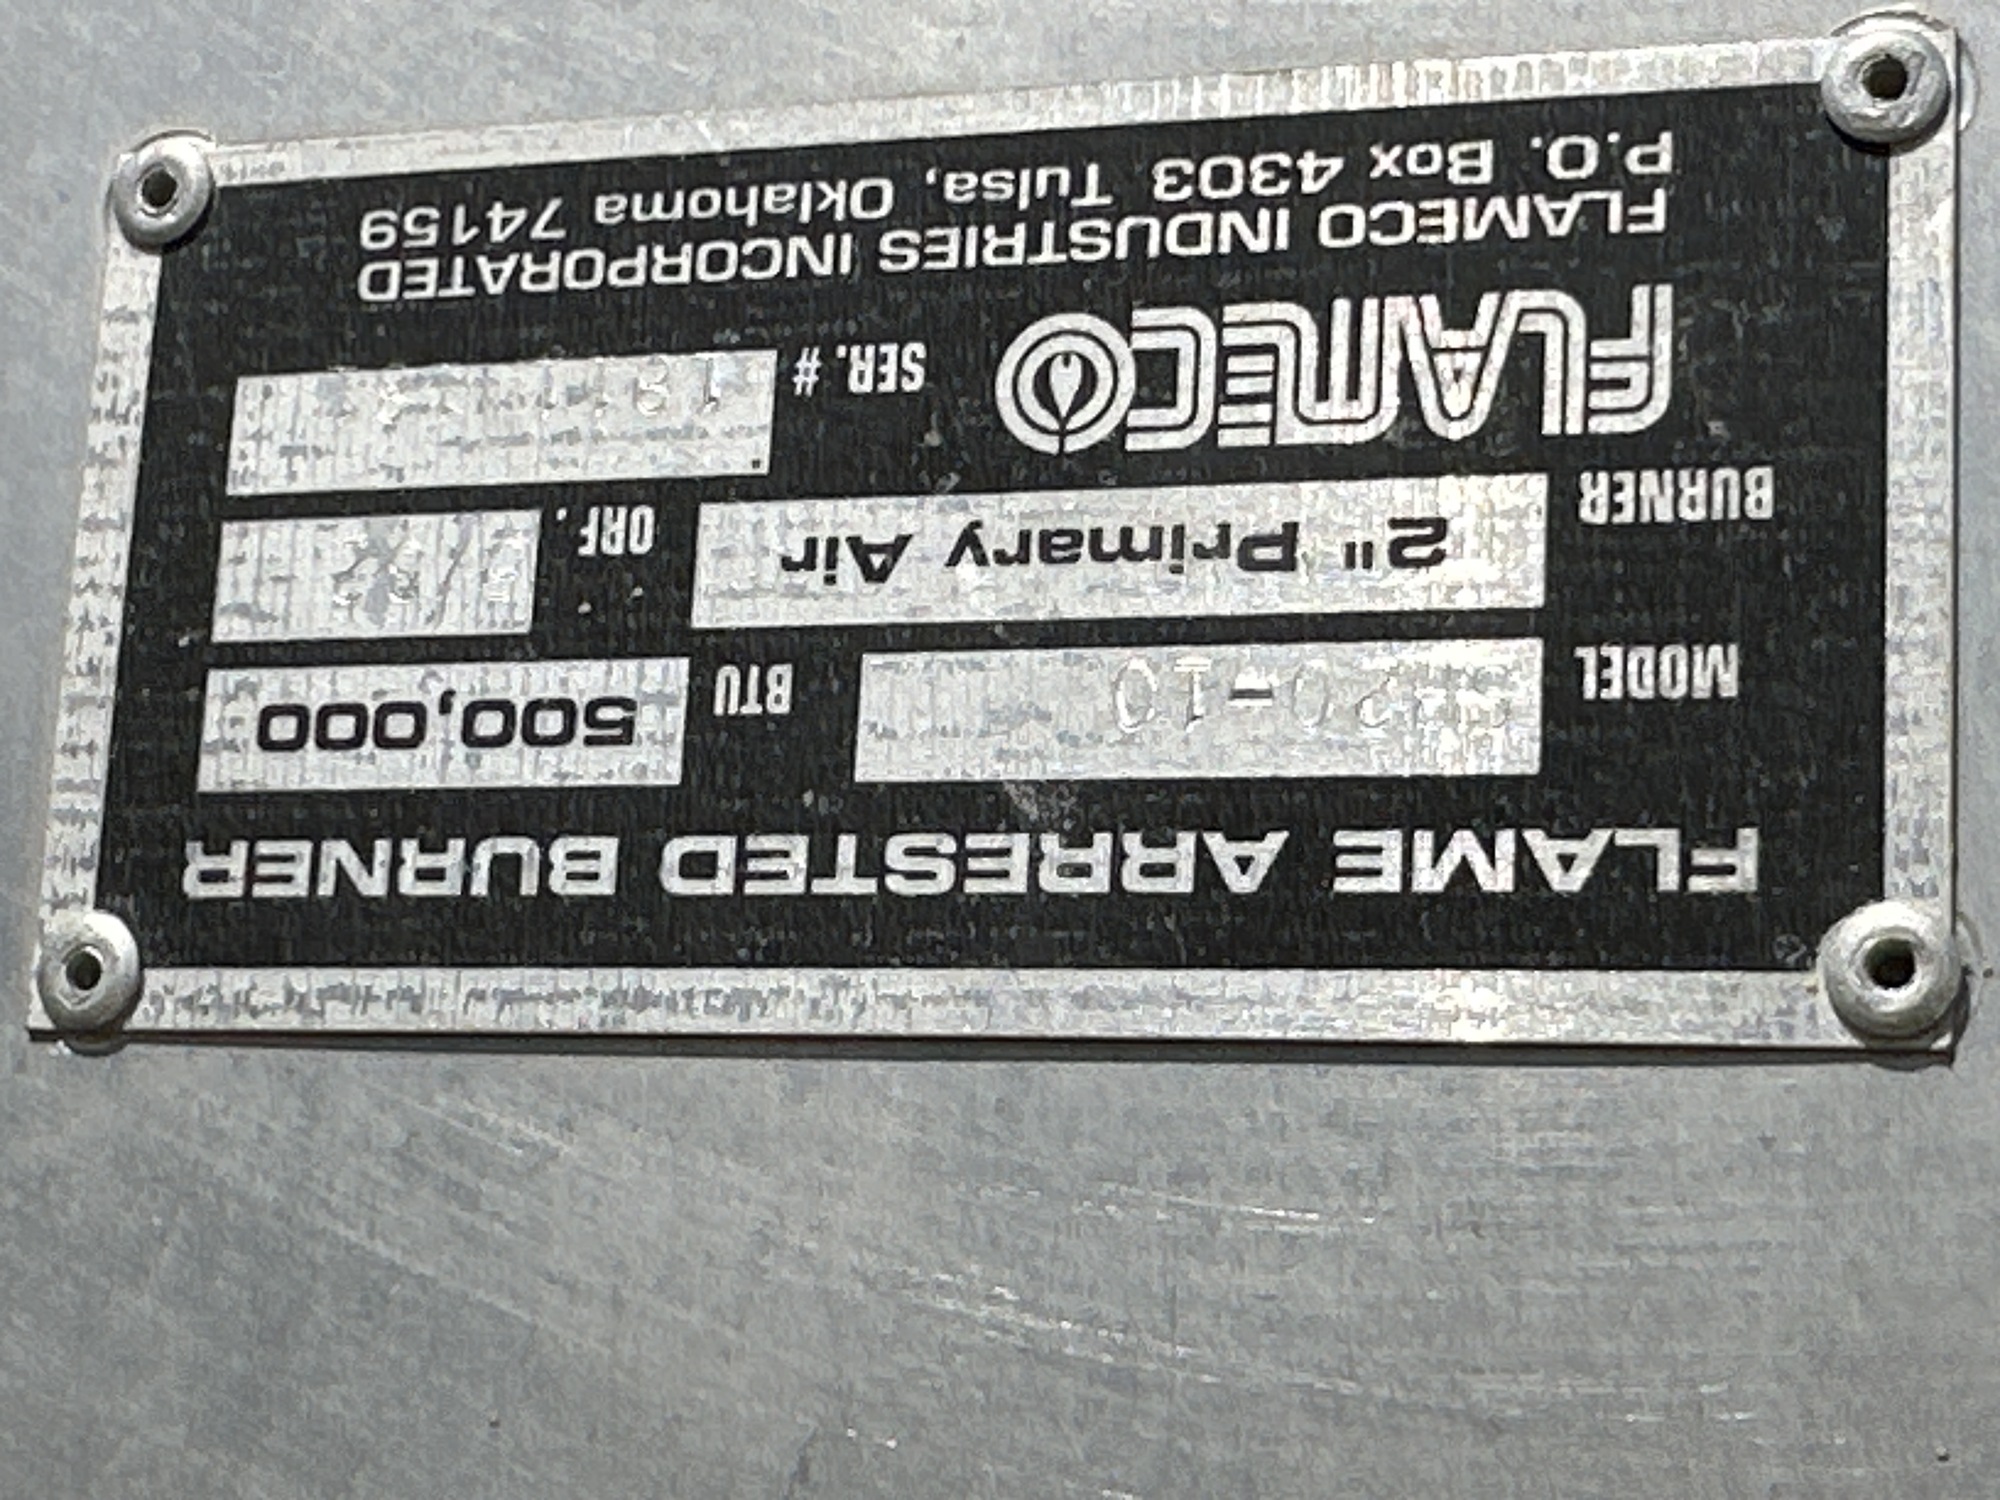 FLAME ARRESTED BURNER
MODEL BTU 500,000
BURNER 2" Primary Air ORF.
FLAMECO SER. #
FLAMECO INDUSTRIES INCORPORATED
P.O. Box 4303 Tulsa, Oklahoma 74159